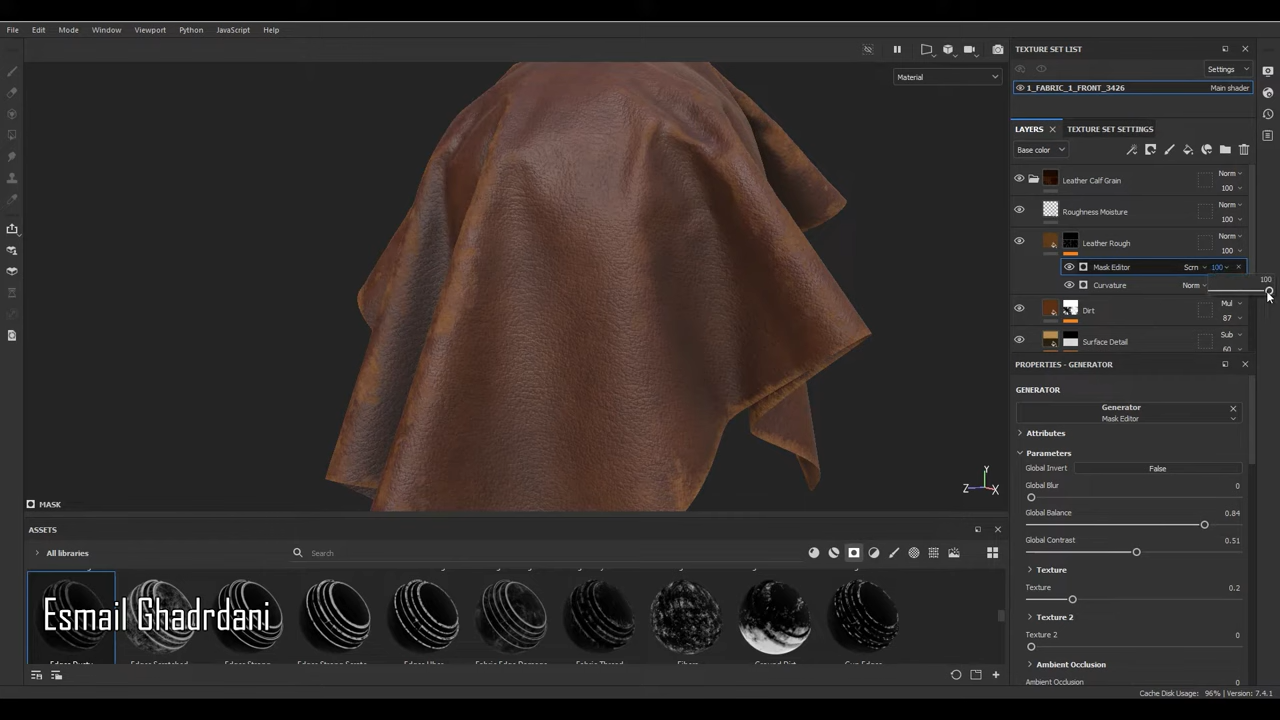 File Edit Mode Window Viewport Python JavaScript Help
Material
TEXTURE SET LIST
Settings
1_FABRIC_1_FRONT_3426 Main shader
LAYERS TEXTURE SET SETTINGS
Base color
Leather Calf Grain Norm
100
Roughness Moisture Norm
100
Leather Rough Norm
100
Mask Editor Scrn 100
100
Curvature Norm
Dirt Mul
87
Surface Detail Sub
60
PROPERTIES - GENERATOR
GENERATOR
Generator
Mask Editor
Attributes
Parameters
Global Invert False
Global Blur 0
Global Balance 0.84
Global Contrast 0.51
Texture
Texture 0.2
Texture 2
Texture 2 0
Ambient Occlusion
Ambient Occlusion 0
Y
Z X
MASK
ASSETS
All libraries Search
Esmail Ghadrdani
Cache Disk Usage: 96% | Version: 7.4.1